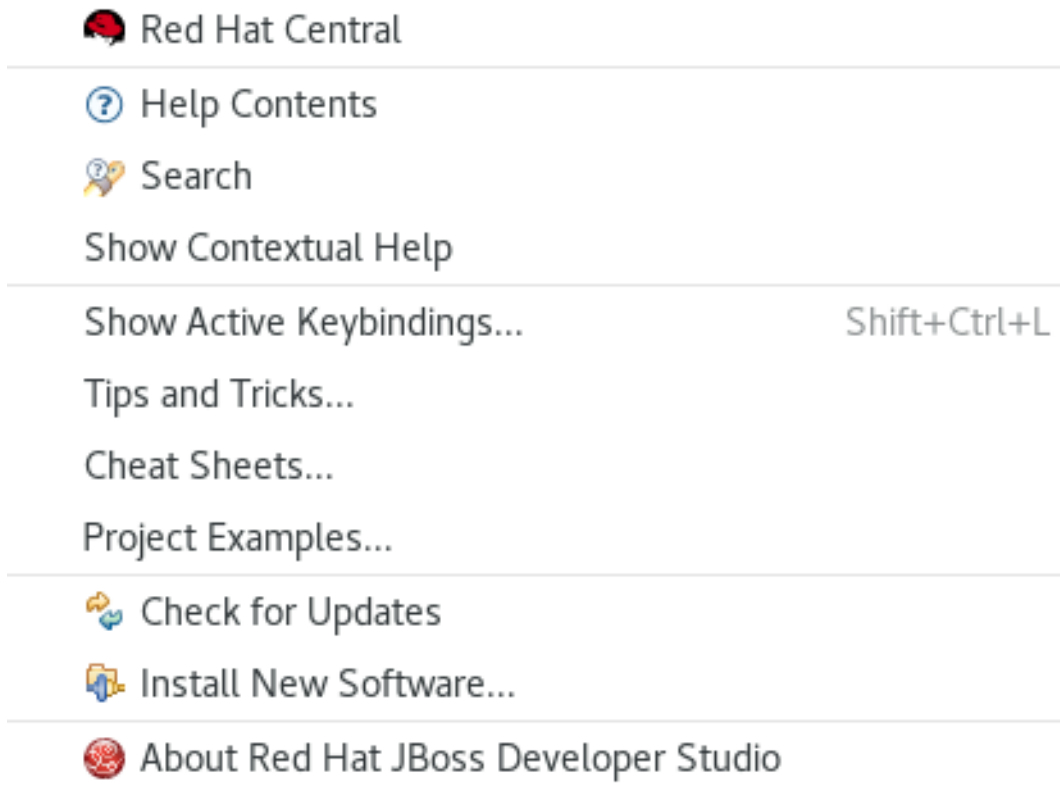 Red Hat Central
Help Contents
Search
Show Contextual Help
Show Active Keybindings... Shift+Ctrl+L
Tips and Tricks...
Cheat Sheets...
Project Examples...
Check for Updates
Install New Software...
About Red Hat JBoss Developer Studio